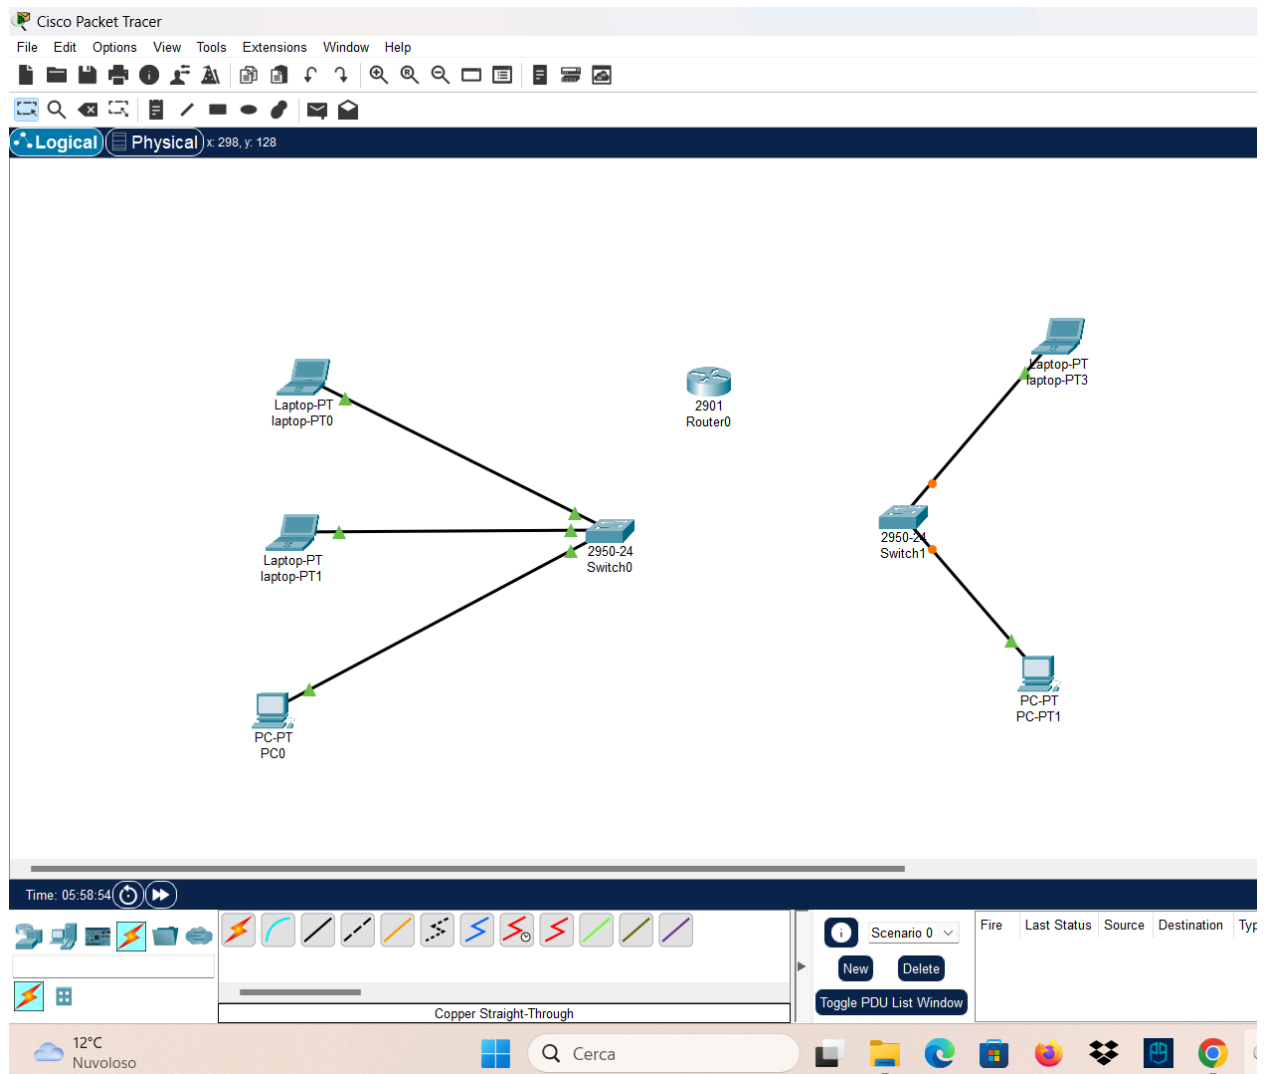 Cisco Packet Tracer
File Edit Options View Tools Extensions Window Help
Logical Physical x: 298, y: 128
Laptop-PT
laptop-PT3
2901
Router0
Laptop-PT
laptop-PT0
2950-24
Switch1
2950-24
Switch0
Laptop-PT
laptop-PT1
PC-PT
PC-PT1
PC-PT
PC0
Time: 05:58:54
Scenario 0
Fire Last Status Source Destination Typ
New Delete
Toggle PDU List Window
Copper Straight-Through
12°C
Nuvoloso
Cerca